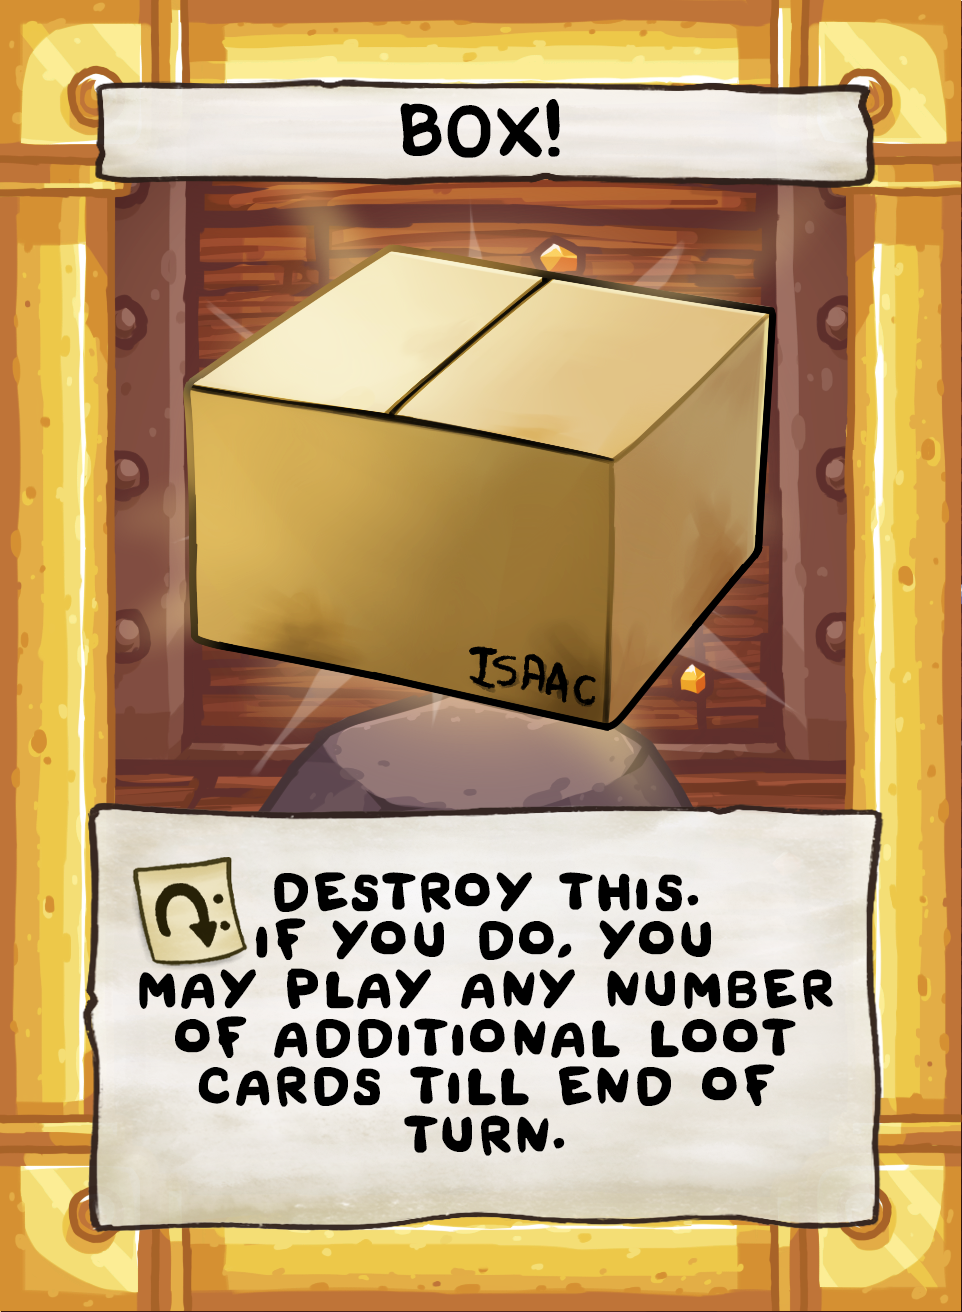 BOX!
ISAAC
DESTROY THIS.
IF YOU DO, YOU
MAY PLAY ANY NUMBER
OF ADDITIONAL LOOT
CARDS TILL END OF
TURN.